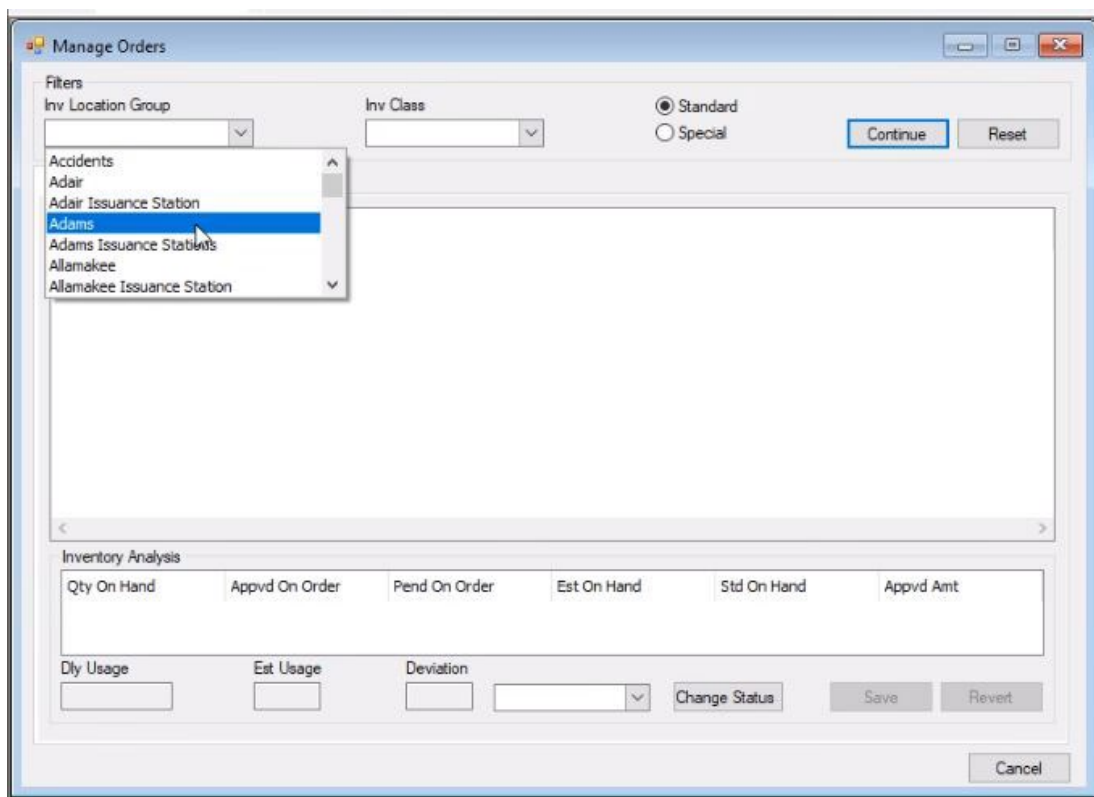 Manage Orders
Filters
Inv Location Group Inv Class Standard
Special Continue Reset
Accidents
Adair
Adair Issuance Station
Adams
Adams Issuance Stations
Allamakee
Allamakee Issuance Station
Inventory Analysis
Qty On Hand Appvd On Order Pend On Order Est On Hand Std On Hand Appvd Amt
Dly Usage Est Usage Deviation
Change Status Save Revert
Cancel